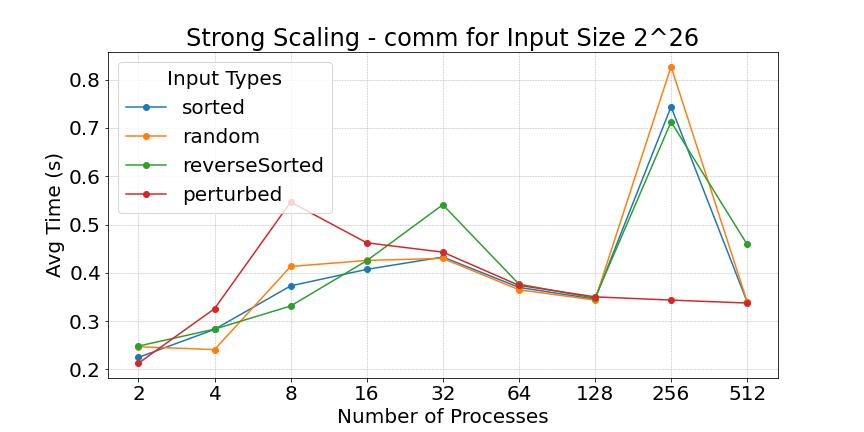 Strong Scaling - comm for Input Size 2^26
Input Types
sorted
random
reverseSorted
perturbed
Avg Time (s)
0.8
0.7
0.6
0.5
0.4
0.3
0.2
2 4 8 16 32 64 128 256 512
Number of Processes